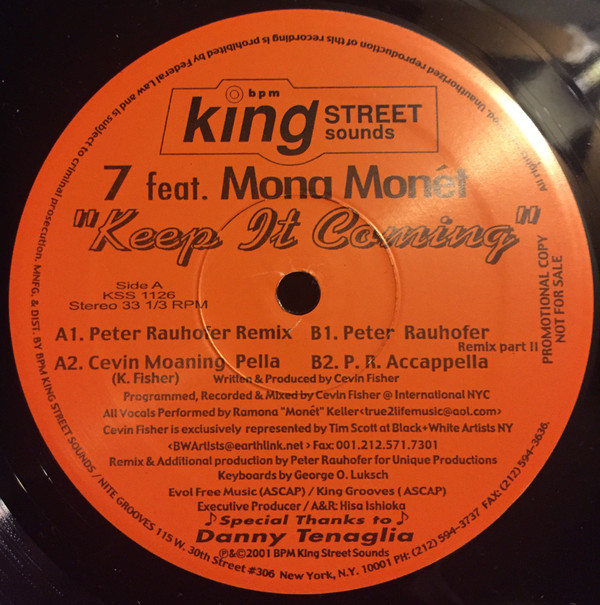 bpm
king STREET
sounds
7 feat. Mona Monét
"Keep It Coming"
Side A
KSS 1126
Stereo 33 1/3 RPM
PROMOTIONAL COPY
NOT FOR SALE
A1. Peter Rauhofer Remix B1. Peter Rauhofer
Remix part II
A2. Cevin Moaning Pella B2. P. R. Accappella
(K. Fisher) Written & Produced by Cevin Fisher
Programmed, Recorded & Mixed by Cevin Fisher @ International NYC
All Vocals Performed by Ramona "Monét" Keller<true2lifemusic@aol.com>
Cevin Fisher is exclusively represented by Tim Scott at Black+White Artists NY
<BWArtists@earthlink.net> Fax: 001.212.571.7301
Remix & Additional production by Peter Rauhofer for Unique Productions
Keyboards by George O. Luksch
Evol Free Music (ASCAP) / King Grooves (ASCAP)
Executive Producer / A&R: Hisa Ishioka
♪Special Thanks to♪
Danny Tenaglia
℗&©2001 BPM King Street Sounds
MNFG. & DIST. BY BPM KING STREET SOUNDS / NITE GROOVES 115 W. 30th Street #306 New York, N.Y. 10001 PH: (212) 594-3737 FAX: (212) 594-3636.
All rights Unauthorized reproduction of this recording is prohibited by Federal Law and is subject to criminal prosecution.